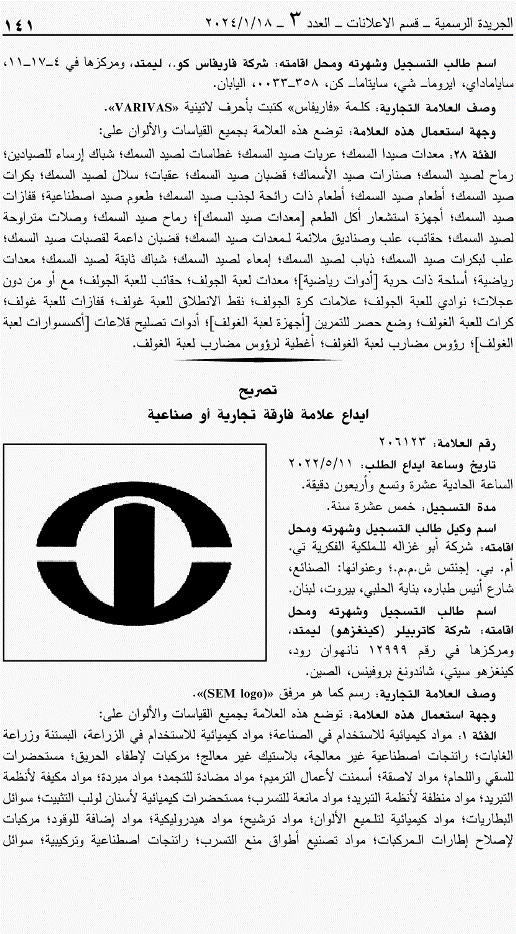 الجريدة الرسمية ــ قسم الاعلانات ــ العدد ٣ ــ ٢٠٢٤/١/١٨
١٤١
اسم طالب التسجيل وشهرته ومحل اقامته: شركة فاريفاس كو.، ليمتد، ومركزها في ٤ــ١٧ــ١١،
ساياماداي، ايروماــ شي، سايتاماــ كن، ٣٥٨ــ٠٠٣٣، اليابان.
وصف العلامة التجارية: كلـمة «فاريفاس» كتبت بأحرف لاتينية «VARIVAS».
وجهة استعمال هذه العلامة: توضع هذه العلامة بجميع القياسات والألوان على:
الفئة ٢٨: معدات صيدا السمك؛ عربات صيد السمك؛ غطاسات لصيد السمك؛ شباك إرساء للصيادين؛
رماح لصيد السمك؛ صنارات صيد الأسماك؛ قضبان صيد السمك؛ عقبات؛ سلال لصيد السمك؛ بكرات
صيد السمك؛ أطعام صيد السمك؛ أطعام ذات رائحة لجذب صيد السمك؛ طعوم صيد اصطناعية؛ قفازات
صيد السمك؛ أجهزة استشعار أكل الطعم [معدات صيد السمك]؛ رماح صيد السمك؛ وصلات متراوحة
لصيد السمك؛ حقائب، علب وصناديق ملائمة لـمعدات صيد السمك؛ قضبان داعمة لقصبات صيد السمك؛
علب لبكرات صيد السمك؛ ذباب لصيد السمك؛ إمعاء لصيد السمك؛ شباك ثابتة لصيد السمك؛ معدات
رياضية؛ أسلحة ذات حربة [أدوات رياضية]؛ معدات لعبة الجولف؛ حقائب للعبة الجولف؛ مع أو من دون
عجلات؛ نوادي للعبة الجولف؛ علامات كرة الجولف؛ نقط الانطلاق للعبة غولف؛ قفازات للعبة غولف؛
كرات للعبة الغولف؛ وضع حصر للتمرين [أجهزة لعبة الغولف]؛ أدوات تصليح قلاعات [أكسسوارات لعبة
الغولف]؛ رؤوس مضارب لعبة الغولف؛ أغطية لرؤوس مضارب لعبة الغولف.
تصريح
ايداع علامة فارقة تجارية أو صناعية
رقم العلامة: ٢٠٦١٢٣
تاريخ وساعة ايداع الطلب: ٢٠٢٢/٥/١١
الساعة الحادية عشرة وتسع وأربعون دقيقة.
مدة التسجيل: خمس عشرة سنة.
اسم وكيل طالب التسجيل وشهرته ومحل
اقامته: شركة أبو غزاله للـملكية الفكرية تي.
أم. بي. إجنتس ش.م.م.؛ وعنوانها: الصنائع،
شارع أنيس طباره، بناية الحلبي، بيروت، لبنان.
اسم طالب التسجيل وشهرته ومحل
اقامته: شركة كاتربيلر (كينغزهو) ليمتد،
ومركزها في رقم ١٢٩٩٩ نانـهوان رود،
كينغزهو سيتي، شاندونغ بروفينس، الصين.
وصف العلامة التجارية: رسم كما هو مرفق «(SEM logo)».
وجهة استعمال هذه العلامة: توضع هذه العلامة بجميع القياسات والألوان على:
الفئة ١: مواد كيميائية للاستخدام في الصناعة؛ مواد كيميائية للاستخدام في الزراعة، البستنة وزراعة
الغابات؛ راتنجات اصطناعية غير معالجة، بلاستيك غير معالج؛ مركبات لإطفاء الحريق؛ مستحضرات
للسقي واللحام؛ مواد لاصقة؛ أسمنت لأعمال الترميم؛ مواد مضادة للتجمد؛ مواد مبردة؛ مواد مكيفة لأنظمة
التبريد؛ مواد منظفة لأنظمة التبريد؛ مواد مانعة للتسرب؛ مستحضرات كيميائية لأسنان لولب التثبيت؛ سوائل
البطاريات؛ مواد كيميائية لتلـميع الألوان؛ مواد ترشيح؛ مواد هيدروليكية؛ مواد إضافة للوقود؛ مركبات
لإصلاح إطارات الـمركبات؛ مواد تصنيع أطواق منع التسرب؛ راتنجات اصطناعية وتركيبية؛ سوائل